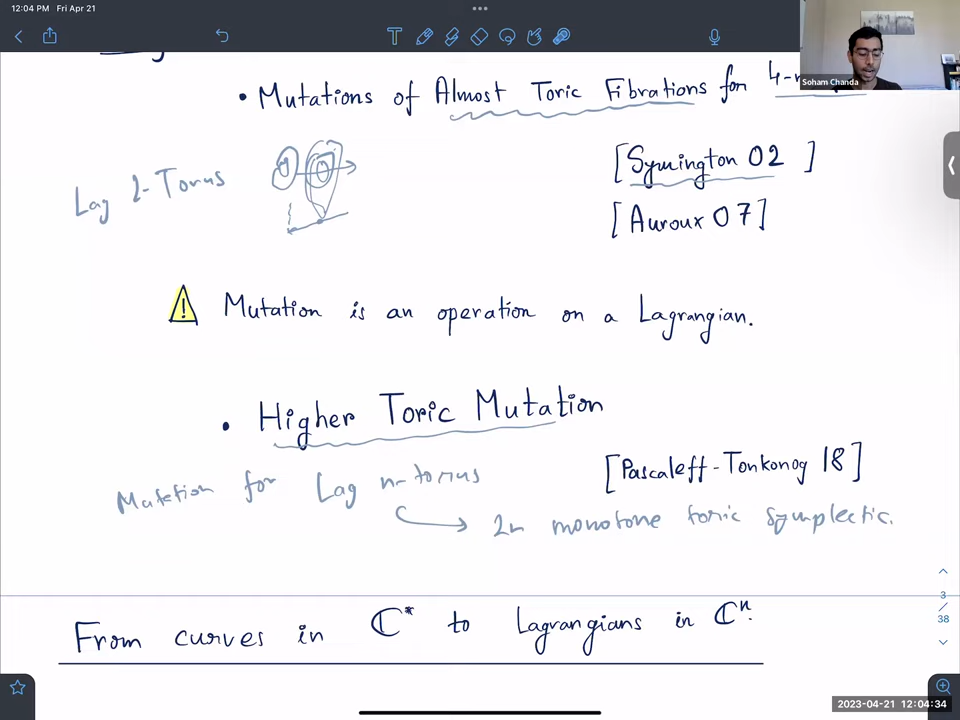 12:04 PM Fri Apr 21
Soham Chanda
• Mutations of Almost Toric Fibrations for
[Symington 02]
Lag 2-Torus
[Auroux 07]
Mutation is an operation on a Lagrangian.
• Higher Toric Mutation
[Pascaleff-Tonkonog 18]
Mutation for Lag n-torus
2n monotone toric symplectic.
3 / 38
From curves in ℂ* to Lagrangians in ℂⁿ.
2023-04-21 12:04:34